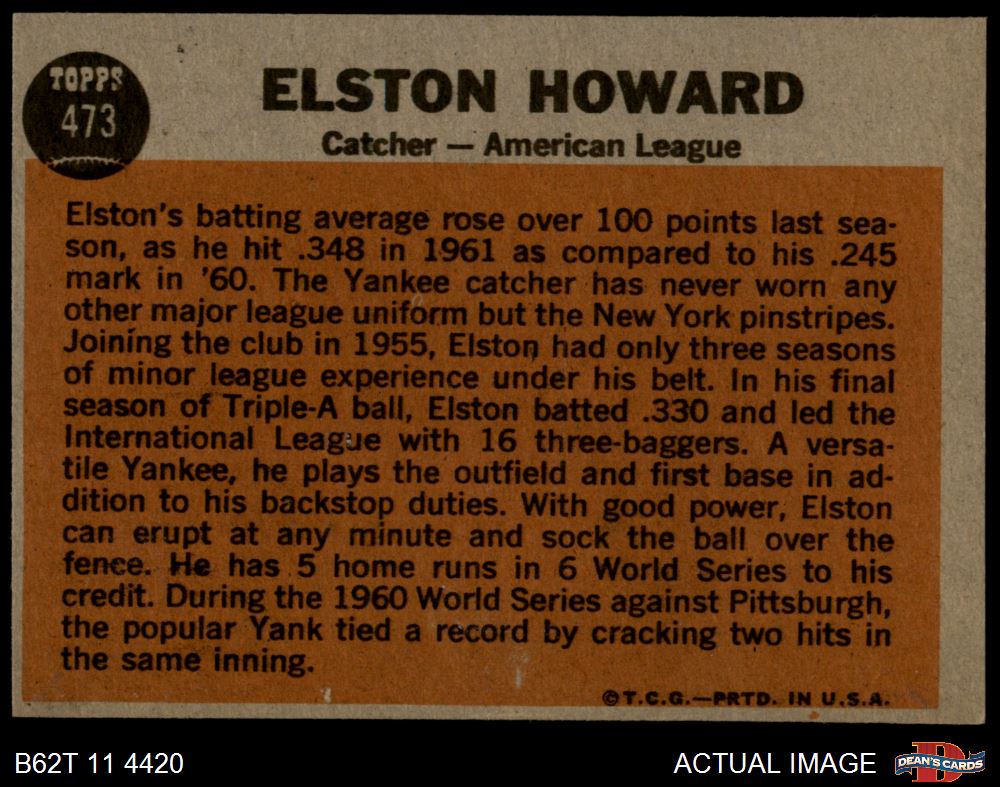 TOPPS
473
ELSTON HOWARD
Catcher — American League
Elston's batting average rose over 100 points last sea-
son, as he hit .348 in 1961 as compared to his .245
mark in '60. The Yankee catcher has never worn any
other major league uniform but the New York pinstripes.
Joining the club in 1955, Elston had only three seasons
of minor league experience under his belt. In his final
season of Triple-A ball, Elston batted .330 and led the
International League with 16 three-baggers. A versa-
tile Yankee, he plays the outfield and first base in ad-
dition to his backstop duties. With good power, Elston
can erupt at any minute and sock the ball over the
fence. He has 5 home runs in 6 World Series to his
credit. During the 1960 World Series against Pittsburgh,
the popular Yank tied a record by cracking two hits in
the same inning.
©T.C.G.—PRTD. IN U.S.A.
B62T 11 4420
ACTUAL IMAGE
DEAN'S CARDS